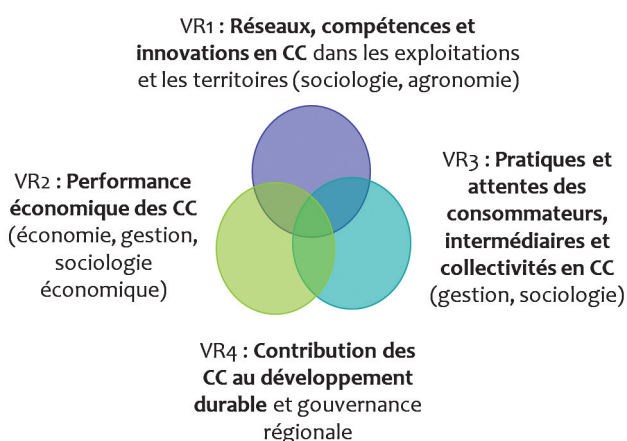 VR1 : Réseaux, compétences et
innovations en CC dans les exploitations
et les territoires (sociologie, agronomie)
VR2 : Performance
économique des CC
(économie, gestion,
sociologie
économique)
VR3 : Pratiques et
attentes des
consommateurs,
intermédiaires et
collectivités en CC
(gestion, sociologie)
VR4 : Contribution des
CC au développement
durable et gouvernance
régionale